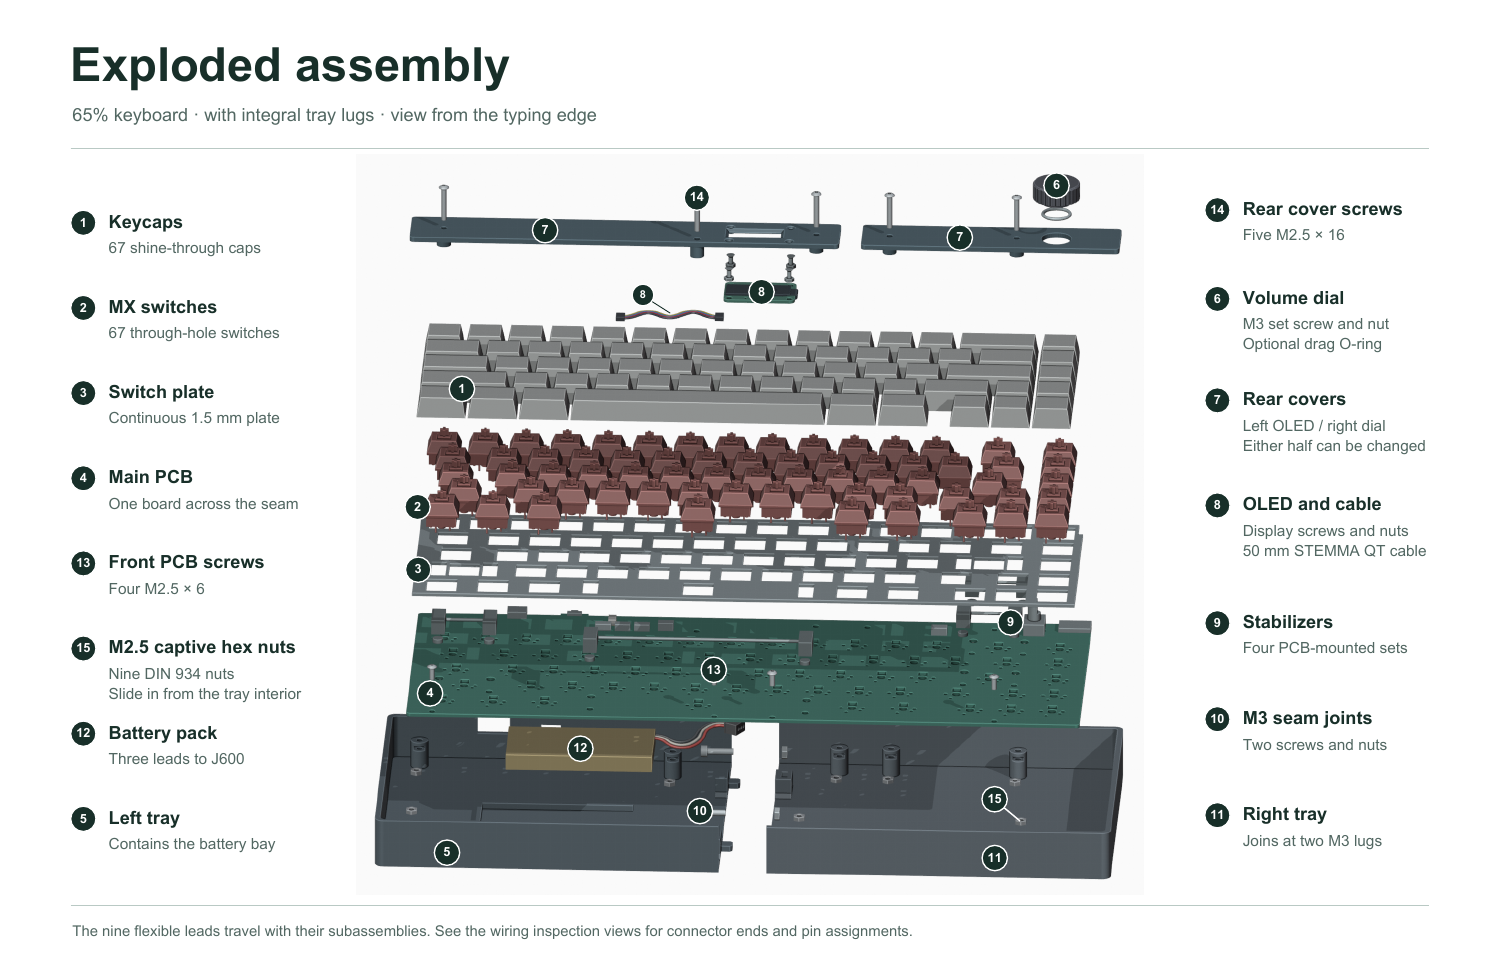 Exploded assembly
65% keyboard · with integral tray lugs · view from the typing edge
1 Keycaps
67 shine-through caps
2 MX switches
67 through-hole switches
3 Switch plate
Continuous 1.5 mm plate
4 Main PCB
One board across the seam
13 Front PCB screws
Four M2.5 × 6
15 M2.5 captive hex nuts
Nine DIN 934 nuts
Slide in from the tray interior
12 Battery pack
Three leads to J600
5 Left tray
Contains the battery bay
6
14
7
7
8
8
1
2
3
9
13
4
12
15
10
5
11
14 Rear cover screws
Five M2.5 × 16
6 Volume dial
M3 set screw and nut
Optional drag O-ring
7 Rear covers
Left OLED / right dial
Either half can be changed
8 OLED and cable
Display screws and nuts
50 mm STEMMA QT cable
9 Stabilizers
Four PCB-mounted sets
10 M3 seam joints
Two screws and nuts
11 Right tray
Joins at two M3 lugs
The nine flexible leads travel with their subassemblies. See the wiring inspection views for connector ends and pin assignments.